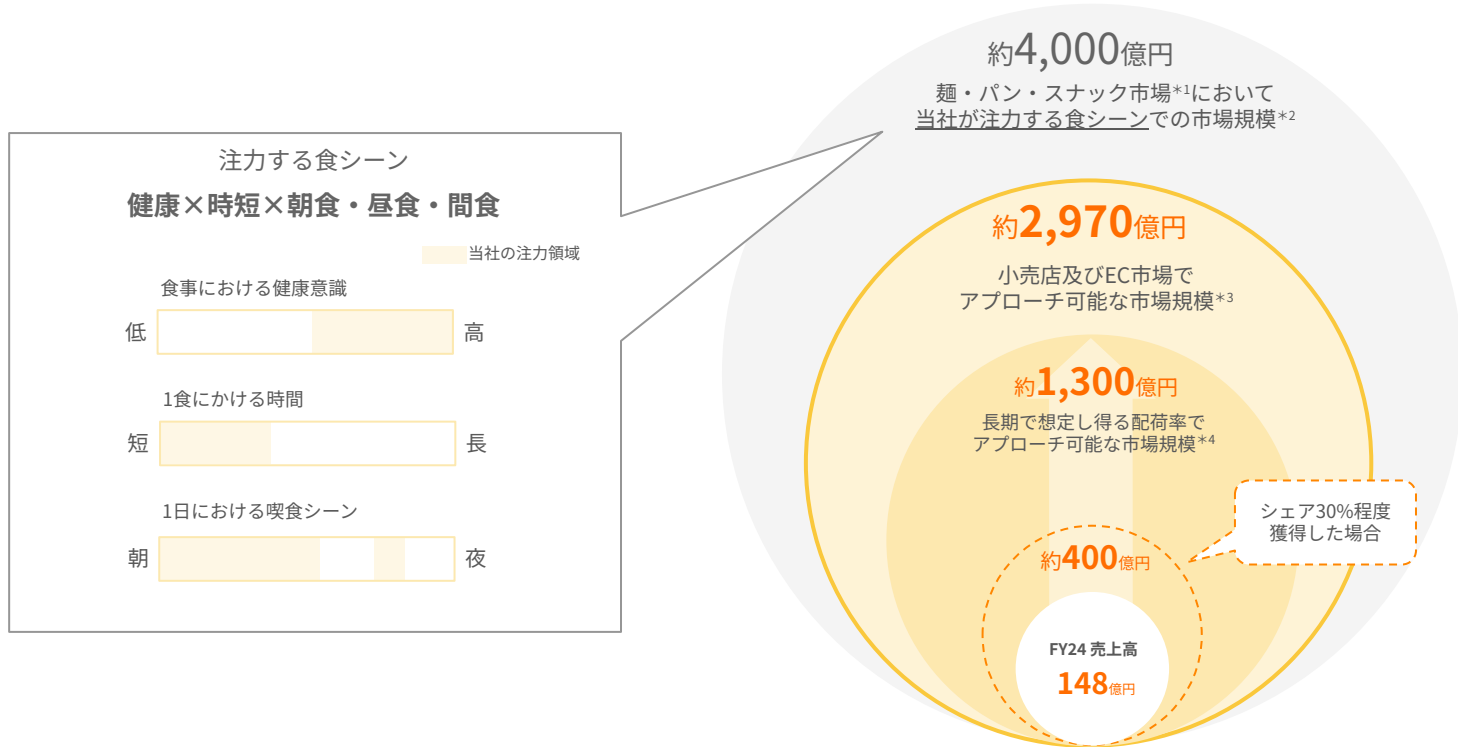 注力する食シーン
健康×時短×朝食・昼食・間食
当社の注力領域
食事における健康意識
低
高
1食にかける時間
短
長
1日における喫食シーン
朝
夜
約4,000億円
麺・パン・スナック市場*1において
当社が注力する食シーンでの市場規模*2
約2,970億円
小売店及びEC市場で
アプローチ可能な市場規模*3
約1,300億円
長期で想定し得る配荷率で
アプローチ可能な市場規模*4
シェア30%程度
獲得した場合
約400億円
FY24 売上高
148億円